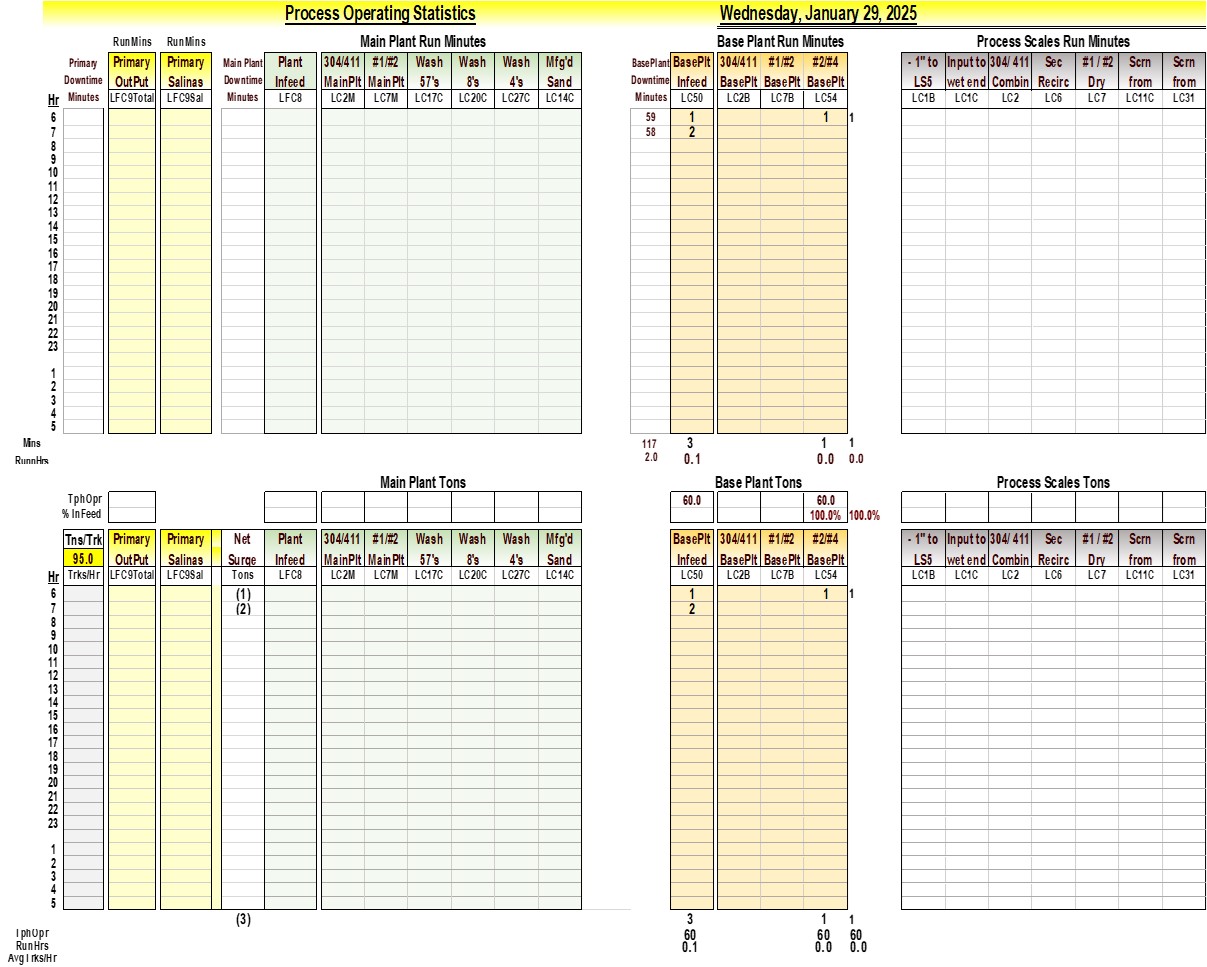 Process Operating Statistics Wednesday, January 29, 2025
RunMins RunMins Main Plant Run Minutes Base Plant Run Minutes Process Scales Run Minutes
Primary Primary Primary Main Plant Plant 304/411 #1/#2 Wash Wash Wash Mfg'd BasePlant BasePlt 304/411 #1/#2 #2/#4 - 1" to Input to 304/ 411 Sec #1 / #2 Scrn Scrn
Downtime OutPut Salinas Downtime Infeed MainPlt MainPlt 57's 8's 4's Sand Downtime Infeed BasePlt BasePlt BasePlt LS5 wet end Combin Recirc Dry from from
Hr Minutes LFC9Total LFC9Sal Minutes LFC8 LC2M LC7M LC17C LC20C LC27C LC14C Minutes LC50 LC2B LC7B LC54 LC1B LC1C LC2 LC6 LC7 LC11C LC31
6 59 1 1 1
7 58 2
8
9
10
11
12
13
14
15
16
17
18
19
20
21
22
23
1
2
3
4
5
Mins 117 3 1 1
RunnHrs 2.0 0.1 0.0 0.0
Main Plant Tons Base Plant Tons Process Scales Tons
TphOpr 60.0 60.0
% InFeed 100.0% 100.0%
Tns/Trk Primary Primary Net Plant 304/411 #1/#2 Wash Wash Wash Mfg'd BasePlt 304/411 #1/#2 #2/#4 - 1" to Input to 304/ 411 Sec #1 / #2 Scrn Scrn
95.0 OutPut Salinas Surge Infeed MainPlt MainPlt 57's 8's 4's Sand Infeed BasePlt BasePlt BasePlt LS5 wet end Combin Recirc Dry from from
Hr Trks/Hr LFC9Total LFC9Sal Tons LFC8 LC2M LC7M LC17C LC20C LC27C LC14C LC50 LC2B LC7B LC54 LC1B LC1C LC2 LC6 LC7 LC11C LC31
6 (1) 1 1 1
7 (2) 2
8
9
10
11
12
13
14
15
16
17
18
19
20
21
22
23
1
2
3
4
5
(3) 3 1 1
TphOpr 60 60 60
RunHrs 0.1 0.0 0.0
AvgTrks/Hr